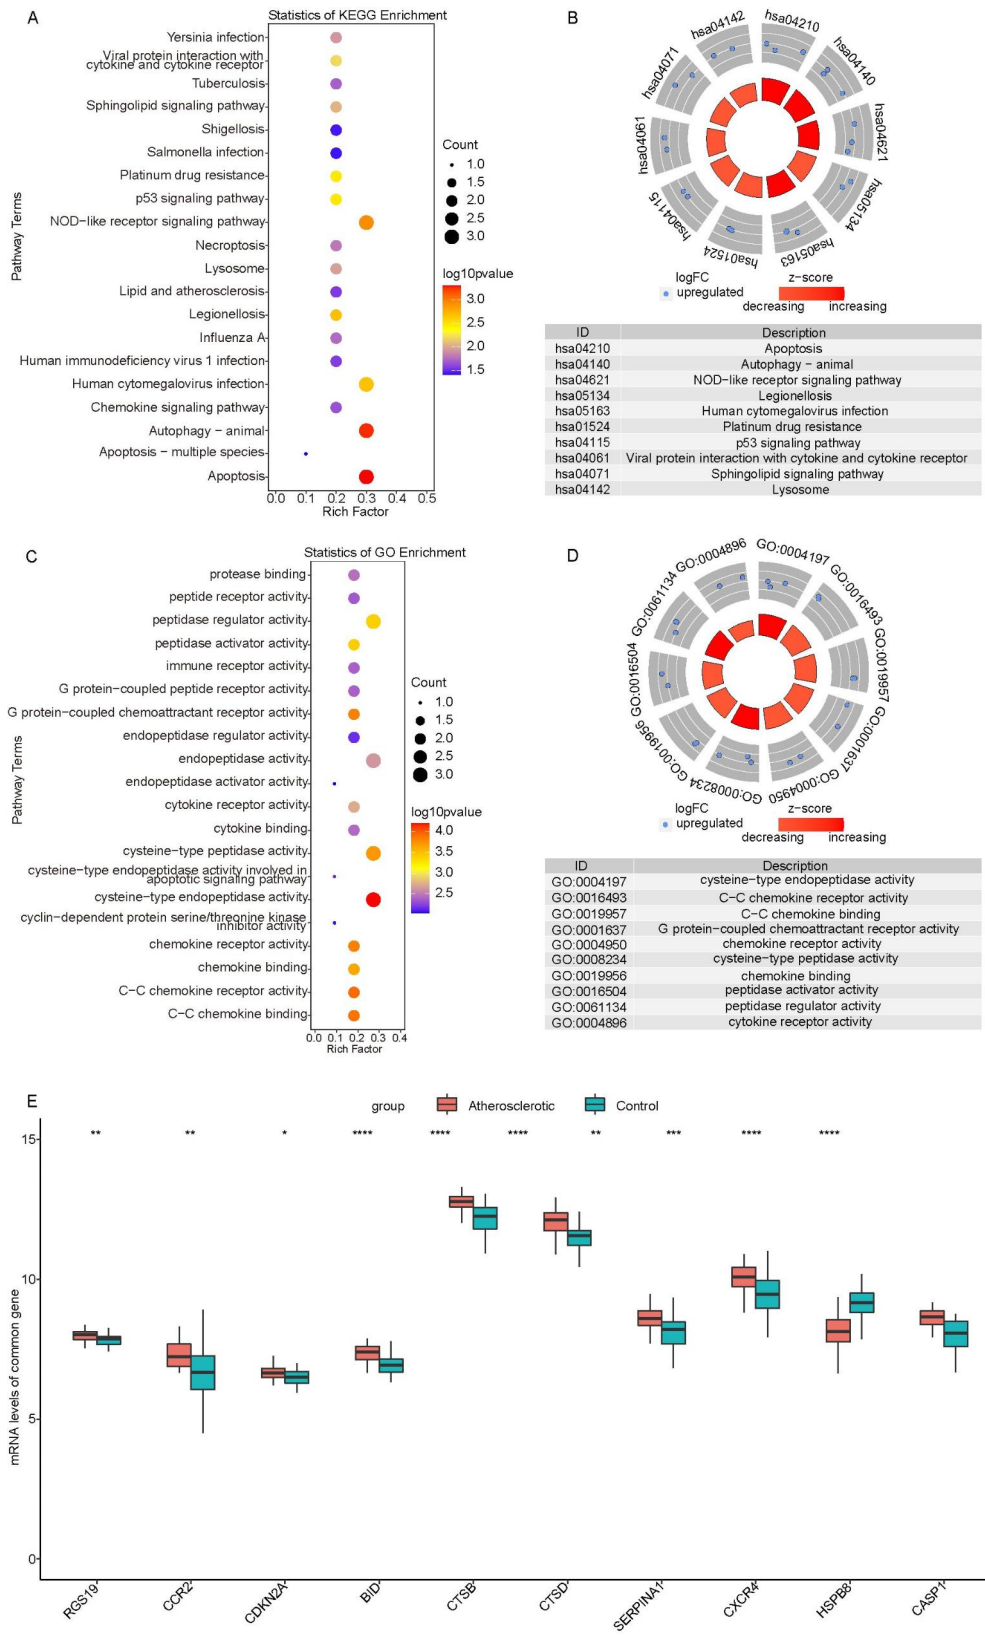 A
Statistics of KEGG Enrichment
Pathway Terms
Yersinia infection
Viral protein interaction with
cytokine and cytokine receptor
Tuberculosis
Sphingolipid signaling pathway
Shigellosis
Salmonella infection
Platinum drug resistance
p53 signaling pathway
NOD−like receptor signaling pathway
Necroptosis
Lysosome
Lipid and atherosclerosis
Legionellosis
Influenza A
Human immunodeficiency virus 1 infection
Human cytomegalovirus infection
Chemokine signaling pathway
Autophagy − animal
Apoptosis − multiple species
Apoptosis
0.0 0.1 0.2 0.3 0.4 0.5
Rich Factor
Count
1.0
1.5
2.0
2.5
3.0
log10pvalue
3.0
2.5
2.0
1.5
B
hsa04210
hsa04140
hsa04621
hsa05134
hsa05163
hsa01524
hsa04115
hsa04061
hsa04071
hsa04142
logFC
upregulated
z−score
decreasing increasing
ID Description
hsa04210 Apoptosis
hsa04140 Autophagy − animal
hsa04621 NOD−like receptor signaling pathway
hsa05134 Legionellosis
hsa05163 Human cytomegalovirus infection
hsa01524 Platinum drug resistance
hsa04115 p53 signaling pathway
hsa04061 Viral protein interaction with cytokine and cytokine receptor
hsa04071 Sphingolipid signaling pathway
hsa04142 Lysosome
C
Statistics of GO Enrichment
Pathway Terms
protease binding
peptide receptor activity
peptidase regulator activity
peptidase activator activity
immune receptor activity
G protein−coupled peptide receptor activity
G protein−coupled chemoattractant receptor activity
endopeptidase regulator activity
endopeptidase activity
endopeptidase activator activity
cytokine receptor activity
cytokine binding
cysteine−type peptidase activity
cysteine−type endopeptidase activity involved in
apoptotic signaling pathway
cysteine−type endopeptidase activity
cyclin−dependent protein serine/threonine kinase
inhibitor activity
chemokine receptor activity
chemokine binding
C−C chemokine receptor activity
C−C chemokine binding
0.0 0.1 0.2 0.3 0.4
Rich Factor
Count
1.0
1.5
2.0
2.5
3.0
log10pvalue
4.0
3.5
3.0
2.5
D
GO:0004197
GO:0016493
GO:0019957
GO:0001637
GO:0004950
GO:0008234
GO:0019956
GO:0016504
GO:0061134
GO:0004896
logFC
upregulated
z−score
decreasing increasing
ID Description
GO:0004197 cysteine−type endopeptidase activity
GO:0016493 C−C chemokine receptor activity
GO:0019957 C−C chemokine binding
GO:0001637 G protein−coupled chemoattractant receptor activity
GO:0004950 chemokine receptor activity
GO:0008234 cysteine−type peptidase activity
GO:0019956 chemokine binding
GO:0016504 peptidase activator activity
GO:0061134 peptidase regulator activity
GO:0004896 cytokine receptor activity
E
group Atherosclerotic Control
** ** * **** **** **** ** *** **** ****
mRNA levels of common gene
15
10
5
0
RGS19 CCR2 CDKN2A BID CTSB CTSD SERPINA1 CXCR4 HSPB8 CASP1